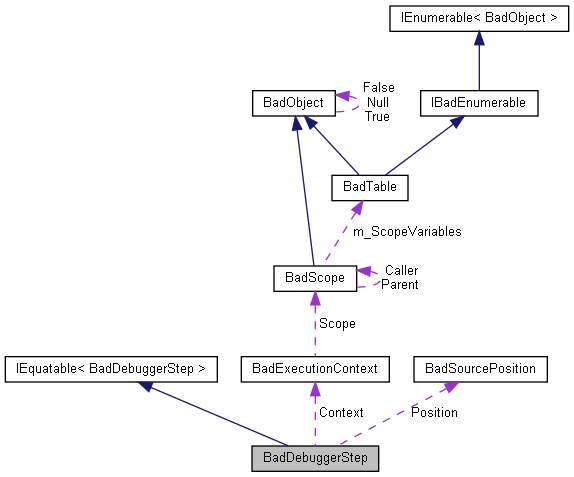 IEnumerable< BadObject >
False
Null
True
BadObject
IBadEnumerable
BadTable
m_ScopeVariables
Caller
Parent
BadScope
Scope
IEquatable< BadDebuggerStep >
BadExecutionContext
BadSourcePosition
Context
Position
BadDebuggerStep